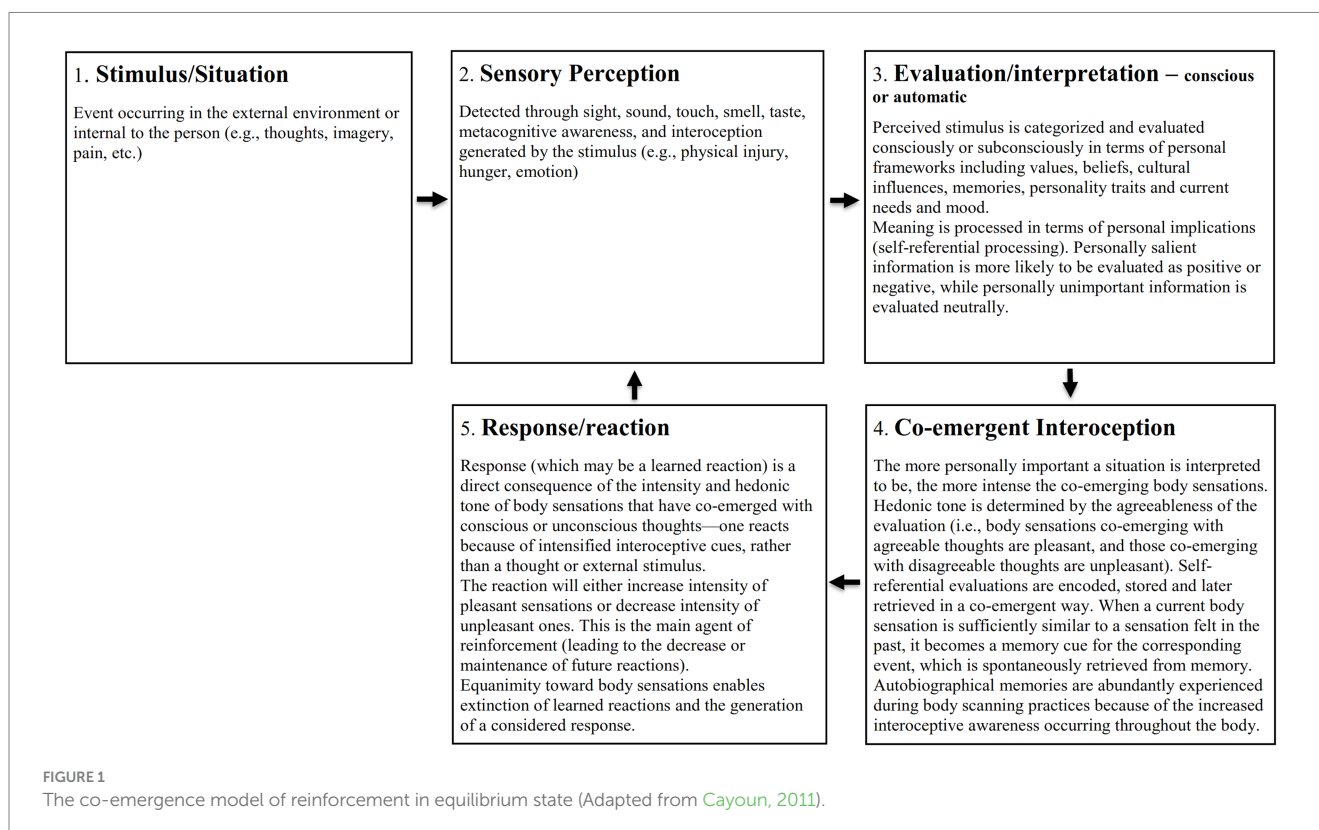 1. Stimulus/Situation
Event occurring in the external environment or
internal to the person (e.g., thoughts, imagery,
pain, etc.)
2. Sensory Perception
Detected through sight, sound, touch, smell, taste,
metacognitive awareness, and interoception
generated by the stimulus (e.g., physical injury,
hunger, emotion)
3. Evaluation/interpretation – conscious
or automatic
Perceived stimulus is categorized and evaluated
consciously or subconsciously in terms of personal
frameworks including values, beliefs, cultural
influences, memories, personality traits and current
needs and mood.
Meaning is processed in terms of personal implications
(self-referential processing). Personally salient
information is more likely to be evaluated as positive or
negative, while personally unimportant information is
evaluated neutrally.
4. Co-emergent Interoception
The more personally important a situation is interpreted
to be, the more intense the co-emerging body sensations.
Hedonic tone is determined by the agreeableness of the
evaluation (i.e., body sensations co-emerging with
agreeable thoughts are pleasant, and those co-emerging
with disagreeable thoughts are unpleasant). Self-
referential evaluations are encoded, stored and later
retrieved in a co-emergent way. When a current body
sensation is sufficiently similar to a sensation felt in the
past, it becomes a memory cue for the corresponding
event, which is spontaneously retrieved from memory.
Autobiographical memories are abundantly experienced
during body scanning practices because of the increased
interoceptive awareness occurring throughout the body.
5. Response/reaction
Response (which may be a learned reaction) is a
direct consequence of the intensity and hedonic
tone of body sensations that have co-emerged with
conscious or unconscious thoughts—one reacts
because of intensified interoceptive cues, rather
than a thought or external stimulus.
The reaction will either increase intensity of
pleasant sensations or decrease intensity of
unpleasant ones. This is the main agent of
reinforcement (leading to the decrease or
maintenance of future reactions).
Equanimity toward body sensations enables
extinction of learned reactions and the generation
of a considered response.
FIGURE 1
The co-emergence model of reinforcement in equilibrium state (Adapted from Cayoun, 2011).